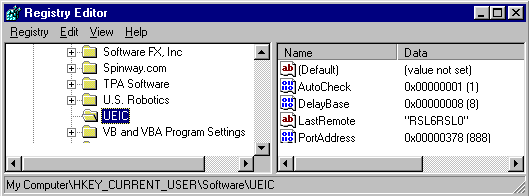 Registry Editor
Registry Edit View Help
Software FX, Inc
Spinway.com
TPA Software
U.S. Robotics
UEIC
VB and VBA Program Settings
Name Data
(Default) (value not set)
AutoCheck 0x00000001 (1)
DelayBase 0x00000008 (8)
LastRemote "RSL6RSL0"
PortAddress 0x00000378 (888)
My Computer\HKEY_CURRENT_USER\Software\UEIC